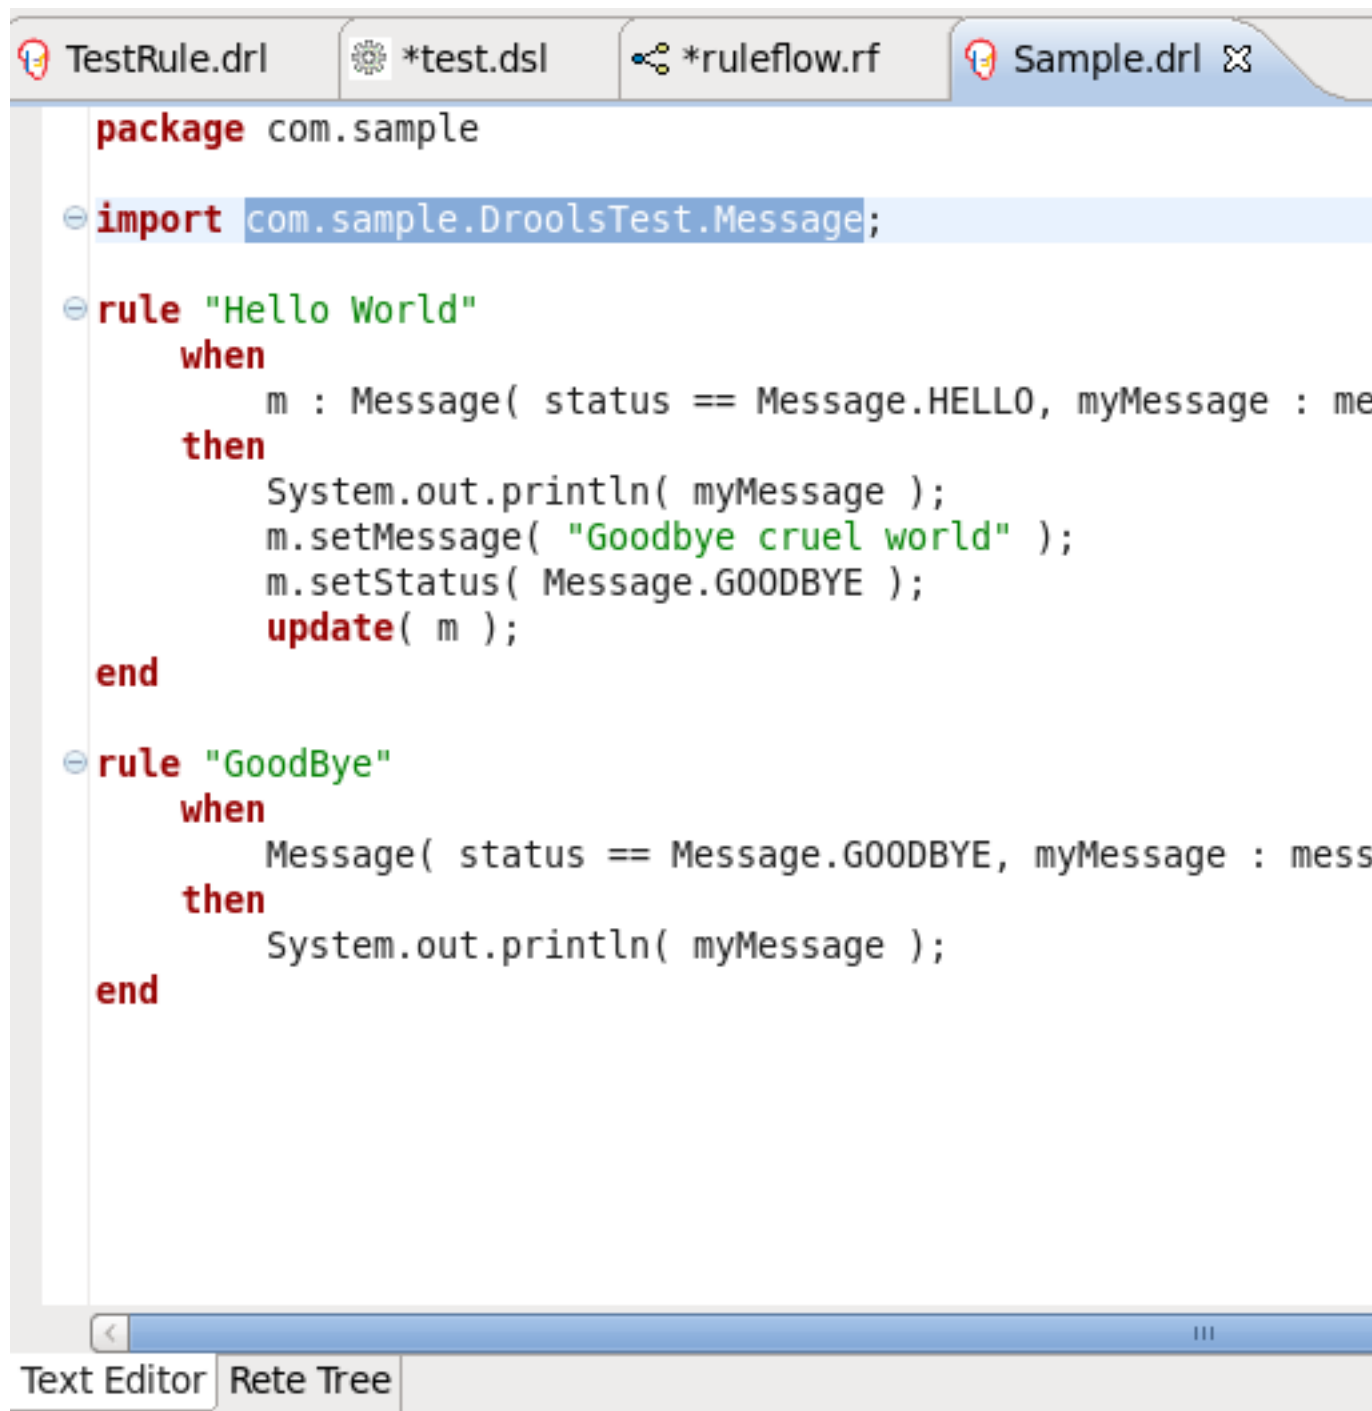 TestRule.drl *test.dsl *ruleflow.rf Sample.drl
package com.sample
import com.sample.DroolsTest.Message;
rule "Hello World"
when
m : Message( status == Message.HELLO, myMessage : me
then
System.out.println( myMessage );
m.setMessage( "Goodbye cruel world" );
m.setStatus( Message.GOODBYE );
update( m );
end
rule "GoodBye"
when
Message( status == Message.GOODBYE, myMessage : mess
then
System.out.println( myMessage );
end
Text Editor Rete Tree